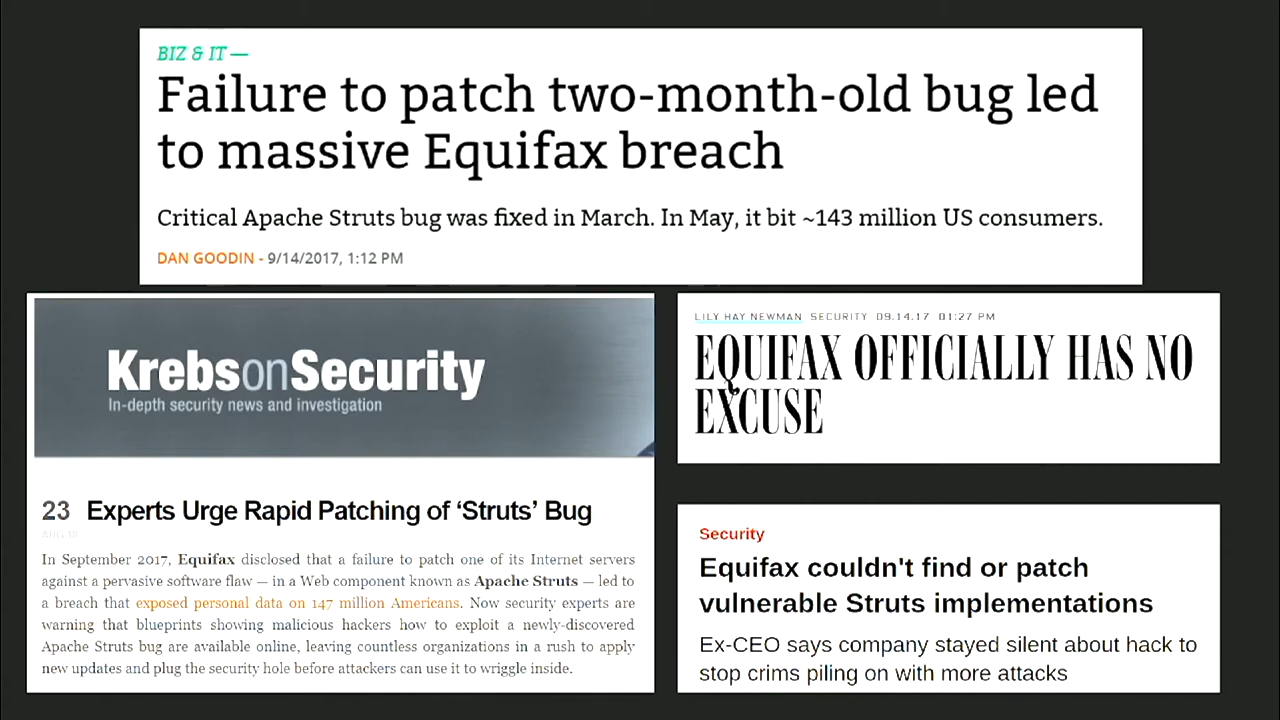 BIZ & IT —
Failure to patch two-month-old bug led
to massive Equifax breach
Critical Apache Struts bug was fixed in March. In May, it bit ~143 million US consumers.
DAN GOODIN - 9/14/2017, 1:12 PM
KrebsonSecurity
In-depth security news and investigation
23 Experts Urge Rapid Patching of ‘Struts’ Bug
AUG 18
In September 2017, Equifax disclosed that a failure to patch one of its Internet servers
against a pervasive software flaw — in a Web component known as Apache Struts — led to
a breach that exposed personal data on 147 million Americans. Now security experts are
warning that blueprints showing malicious hackers how to exploit a newly-discovered
Apache Struts bug are available online, leaving countless organizations in a rush to apply
new updates and plug the security hole before attackers can use it to wriggle inside.
LILY HAY NEWMAN SECURITY 09.14.17 01:27 PM
EQUIFAX OFFICIALLY HAS NO
EXCUSE
Security
Equifax couldn't find or patch
vulnerable Struts implementations
Ex-CEO says company stayed silent about hack to
stop crims piling on with more attacks